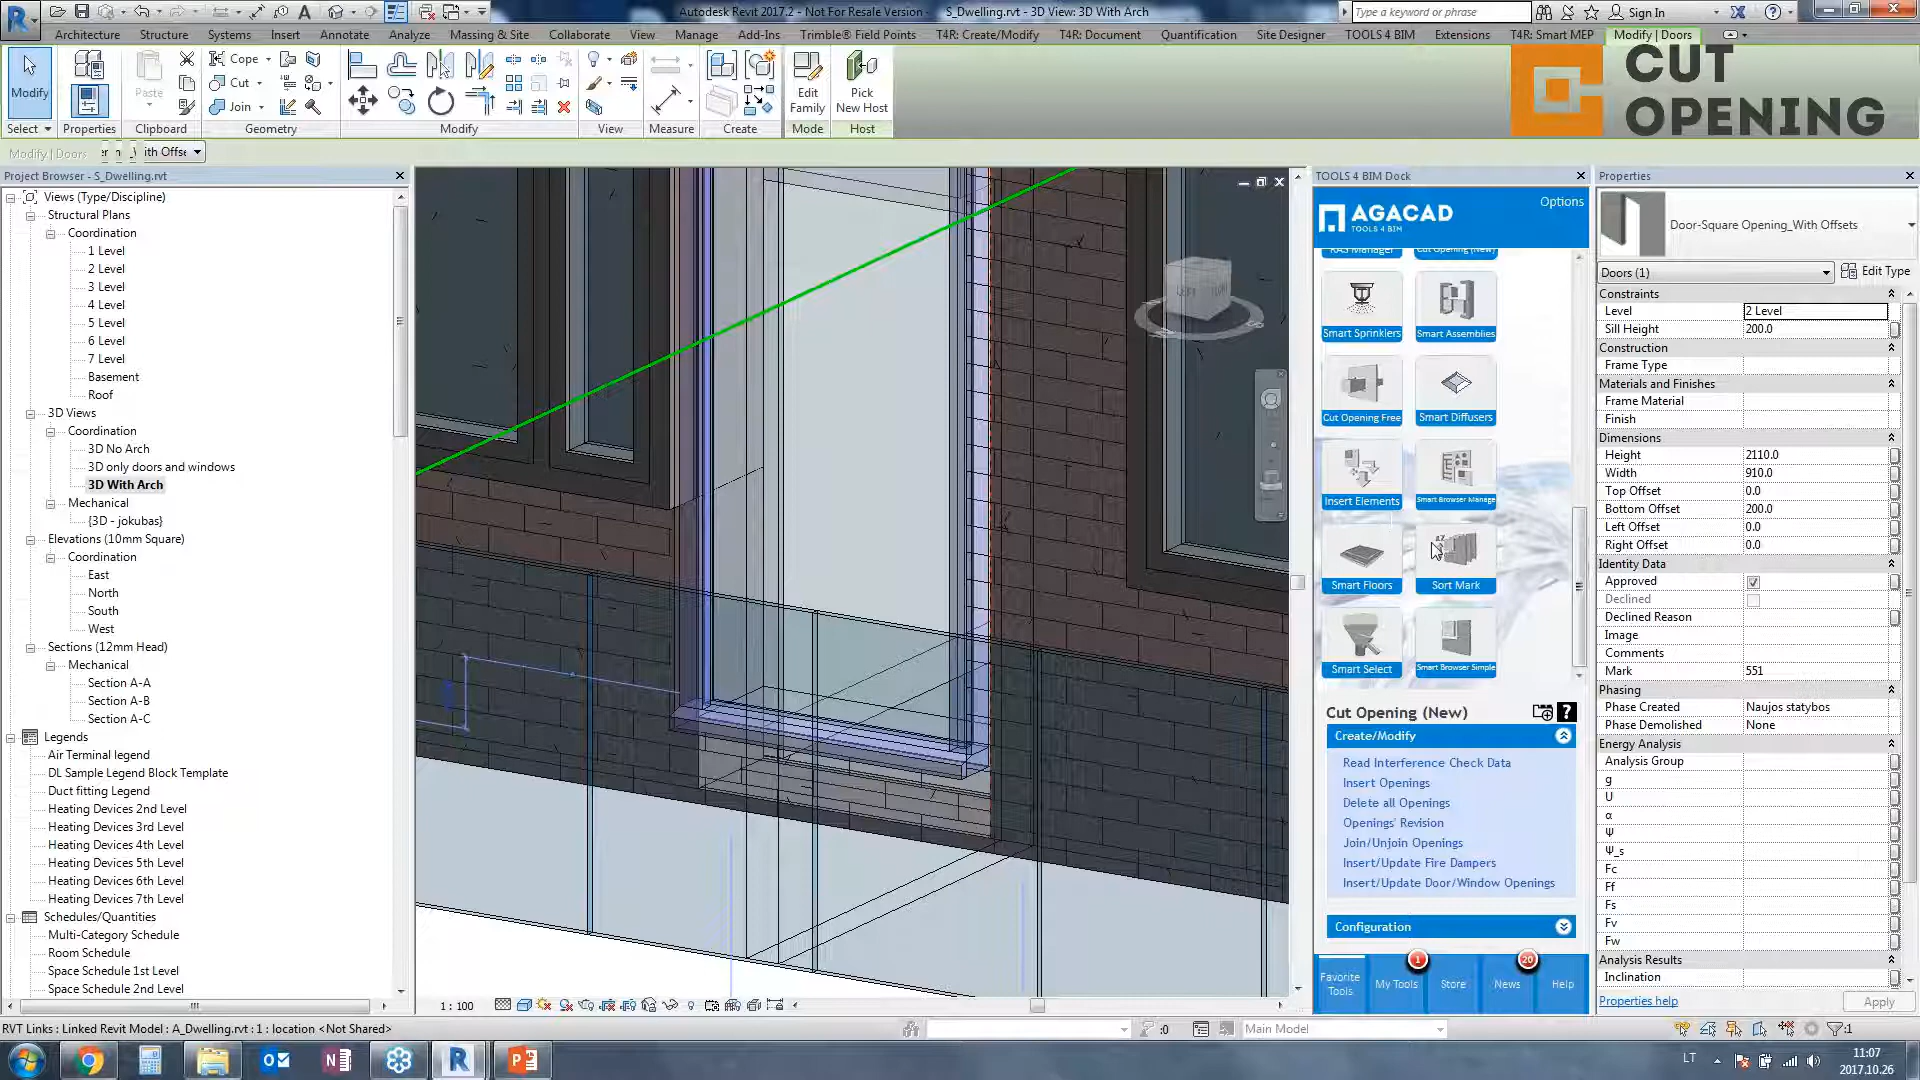 Autodesk Revit 2017.2 - Not For Resale Version -    S_Dwelling.rvt - 3D View: 3D With Arch
Type a keyword or phrase
Sign In
Architecture Structure Systems Insert Annotate Analyze Massing & Site Collaborate View Manage Add-Ins Trimble® Field Points T4R: Create/Modify T4R: Document Quantification Site Designer TOOLS 4 BIM Extensions T4R: Smart MEP Modify | Doors
CUT
OPENING
Modify
Paste
Cope
Cut
Join
Edit
Family
Pick
New Host
Select Properties Clipboard Geometry Modify View Measure Create Mode Host
Modify | Doors
With Offse
Project Browser - S_Dwelling.rvt
Views (Type/Discipline)
Structural Plans
Coordination
1 Level
2 Level
3 Level
4 Level
5 Level
6 Level
7 Level
Basement
Roof
3D Views
Coordination
3D No Arch
3D only doors and windows
3D With Arch
Mechanical
{3D - jokubas}
Elevations (10mm Square)
Coordination
East
North
South
West
Sections (12mm Head)
Mechanical
Section A-A
Section A-B
Section A-C
Legends
Air Terminal legend
DL Sample Legend Block Template
Duct fitting Legend
Heating Devices 2nd Level
Heating Devices 3rd Level
Heating Devices 4th Level
Heating Devices 5th Level
Heating Devices 6th Level
Heating Devices 7th Level
Schedules/Quantities
Multi-Category Schedule
Room Schedule
Space Schedule 1st Level
Space Schedule 2nd Level
LEFT
1 : 100
TOOLS 4 BIM Dock
Options
AGACAD
TOOLS 4 BIM
Smart Sprinklers
Smart Assemblies
Cut Opening Free
Smart Diffusers
Insert Elements
Smart Browser Manage
Smart Floors
Sort Mark
Smart Select
Smart Browser Simple
Cut Opening (New)
Create/Modify
Read Interference Check Data
Insert Openings
Delete all Openings
Openings' Revision
Join/Unjoin Openings
Insert/Update Fire Dampers
Insert/Update Door/Window Openings
Configuration
Favorite
Tools
My Tools
1
Store
News
20
Help
Properties
Door-Square Opening_With Offsets
Doors (1)
Edit Type
Constraints
Level 2 Level
Sill Height 200.0
Construction
Frame Type
Materials and Finishes
Frame Material
Finish
Dimensions
Height 2110.0
Width 910.0
Top Offset 0.0
Bottom Offset 200.0
Left Offset 0.0
Right Offset 0.0
Identity Data
Approved
Declined
Declined Reason
Image
Comments
Mark 551
Phasing
Phase Created Naujos statybos
Phase Demolished None
Energy Analysis
Analysis Group
g
U
α
Ψ
Ψ_s
Fc
Ff
Fs
Fv
Fw
Analysis Results
Inclination
Properties help
Apply
RVT Links : Linked Revit Model : A_Dwelling.rvt : 1 : location <Not Shared>
:0
Main Model
:1
LT
11:07
2017.10.26